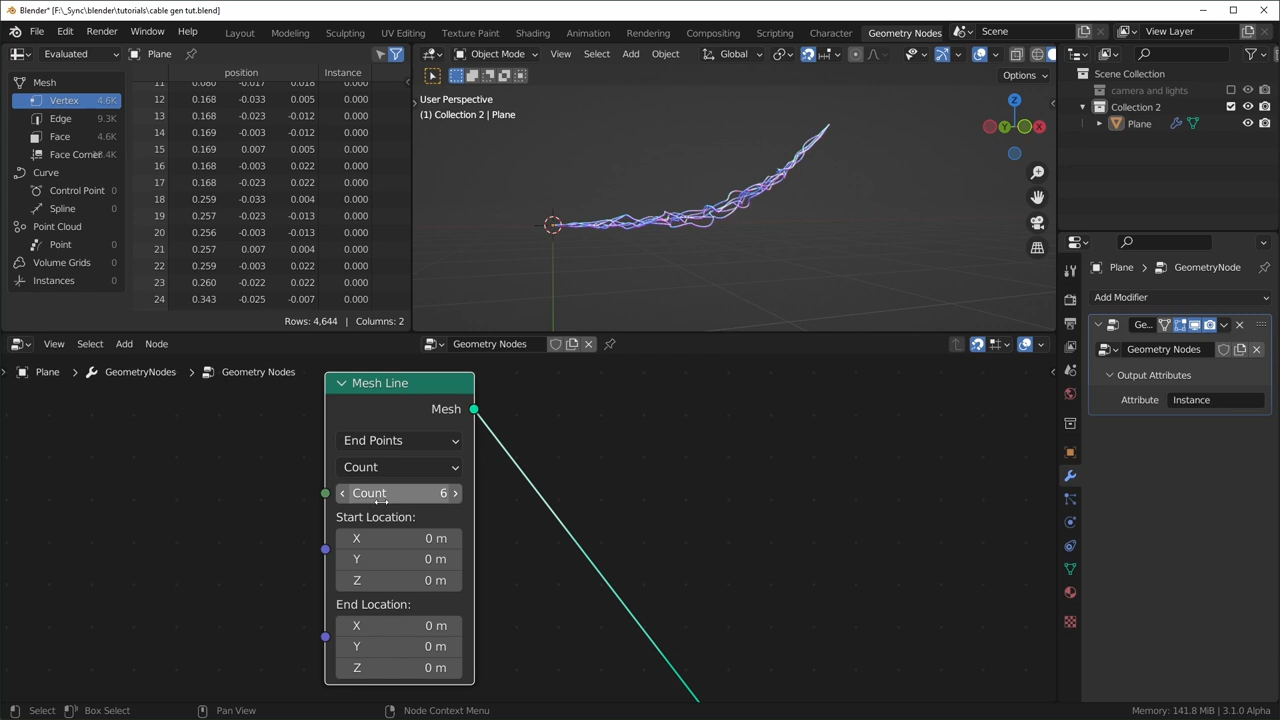 Blender* [F:\_Sync\blender\tutorials\cable gen tut.blend]
File Edit Render Window Help Layout Modeling Sculpting UV Editing Texture Paint Shading Animation Rendering Compositing Scripting Character Geometry Nodes Scene View Layer
Evaluated Plane
Object Mode View Select Add Object Global
Options
position Instance
Mesh
Vertex 4.6K
Edge 9.3K
Face 4.6K
Face Corner 18.4K
Curve
Control Point 0
Spline 0
Point Cloud
Point 0
Volume Grids 0
Instances 0
11 0.086 -0.017 0.018 0.000
12 0.168 -0.033 0.005 0.000
13 0.168 -0.023 -0.012 0.000
14 0.169 -0.003 -0.012 0.000
15 0.169 0.007 0.005 0.000
16 0.168 -0.003 0.022 0.000
17 0.168 -0.023 0.022 0.000
18 0.259 -0.033 0.004 0.000
19 0.257 -0.023 -0.013 0.000
20 0.256 -0.003 -0.013 0.000
21 0.257 0.007 0.004 0.000
22 0.259 -0.003 0.022 0.000
23 0.260 -0.022 0.022 0.000
24 0.343 -0.025 -0.007 0.000
Rows: 4,644 | Columns: 2
User Perspective
(1) Collection 2 | Plane
Z
Y
X
Scene Collection
camera and lights
Collection 2
Plane
Plane GeometryNode
Add Modifier
Ge...
Geometry Nodes
Output Attributes
Attribute Instance
View Select Add Node Geometry Nodes
Plane GeometryNodes Geometry Nodes
Mesh Line
Mesh
End Points
Count
Count 6
Start Location:
X 0 m
Y 0 m
Z 0 m
End Location:
X 0 m
Y 0 m
Z 0 m
Select Box Select Pan View Node Context Menu Memory: 141.8 MiB | 3.1.0 Alpha